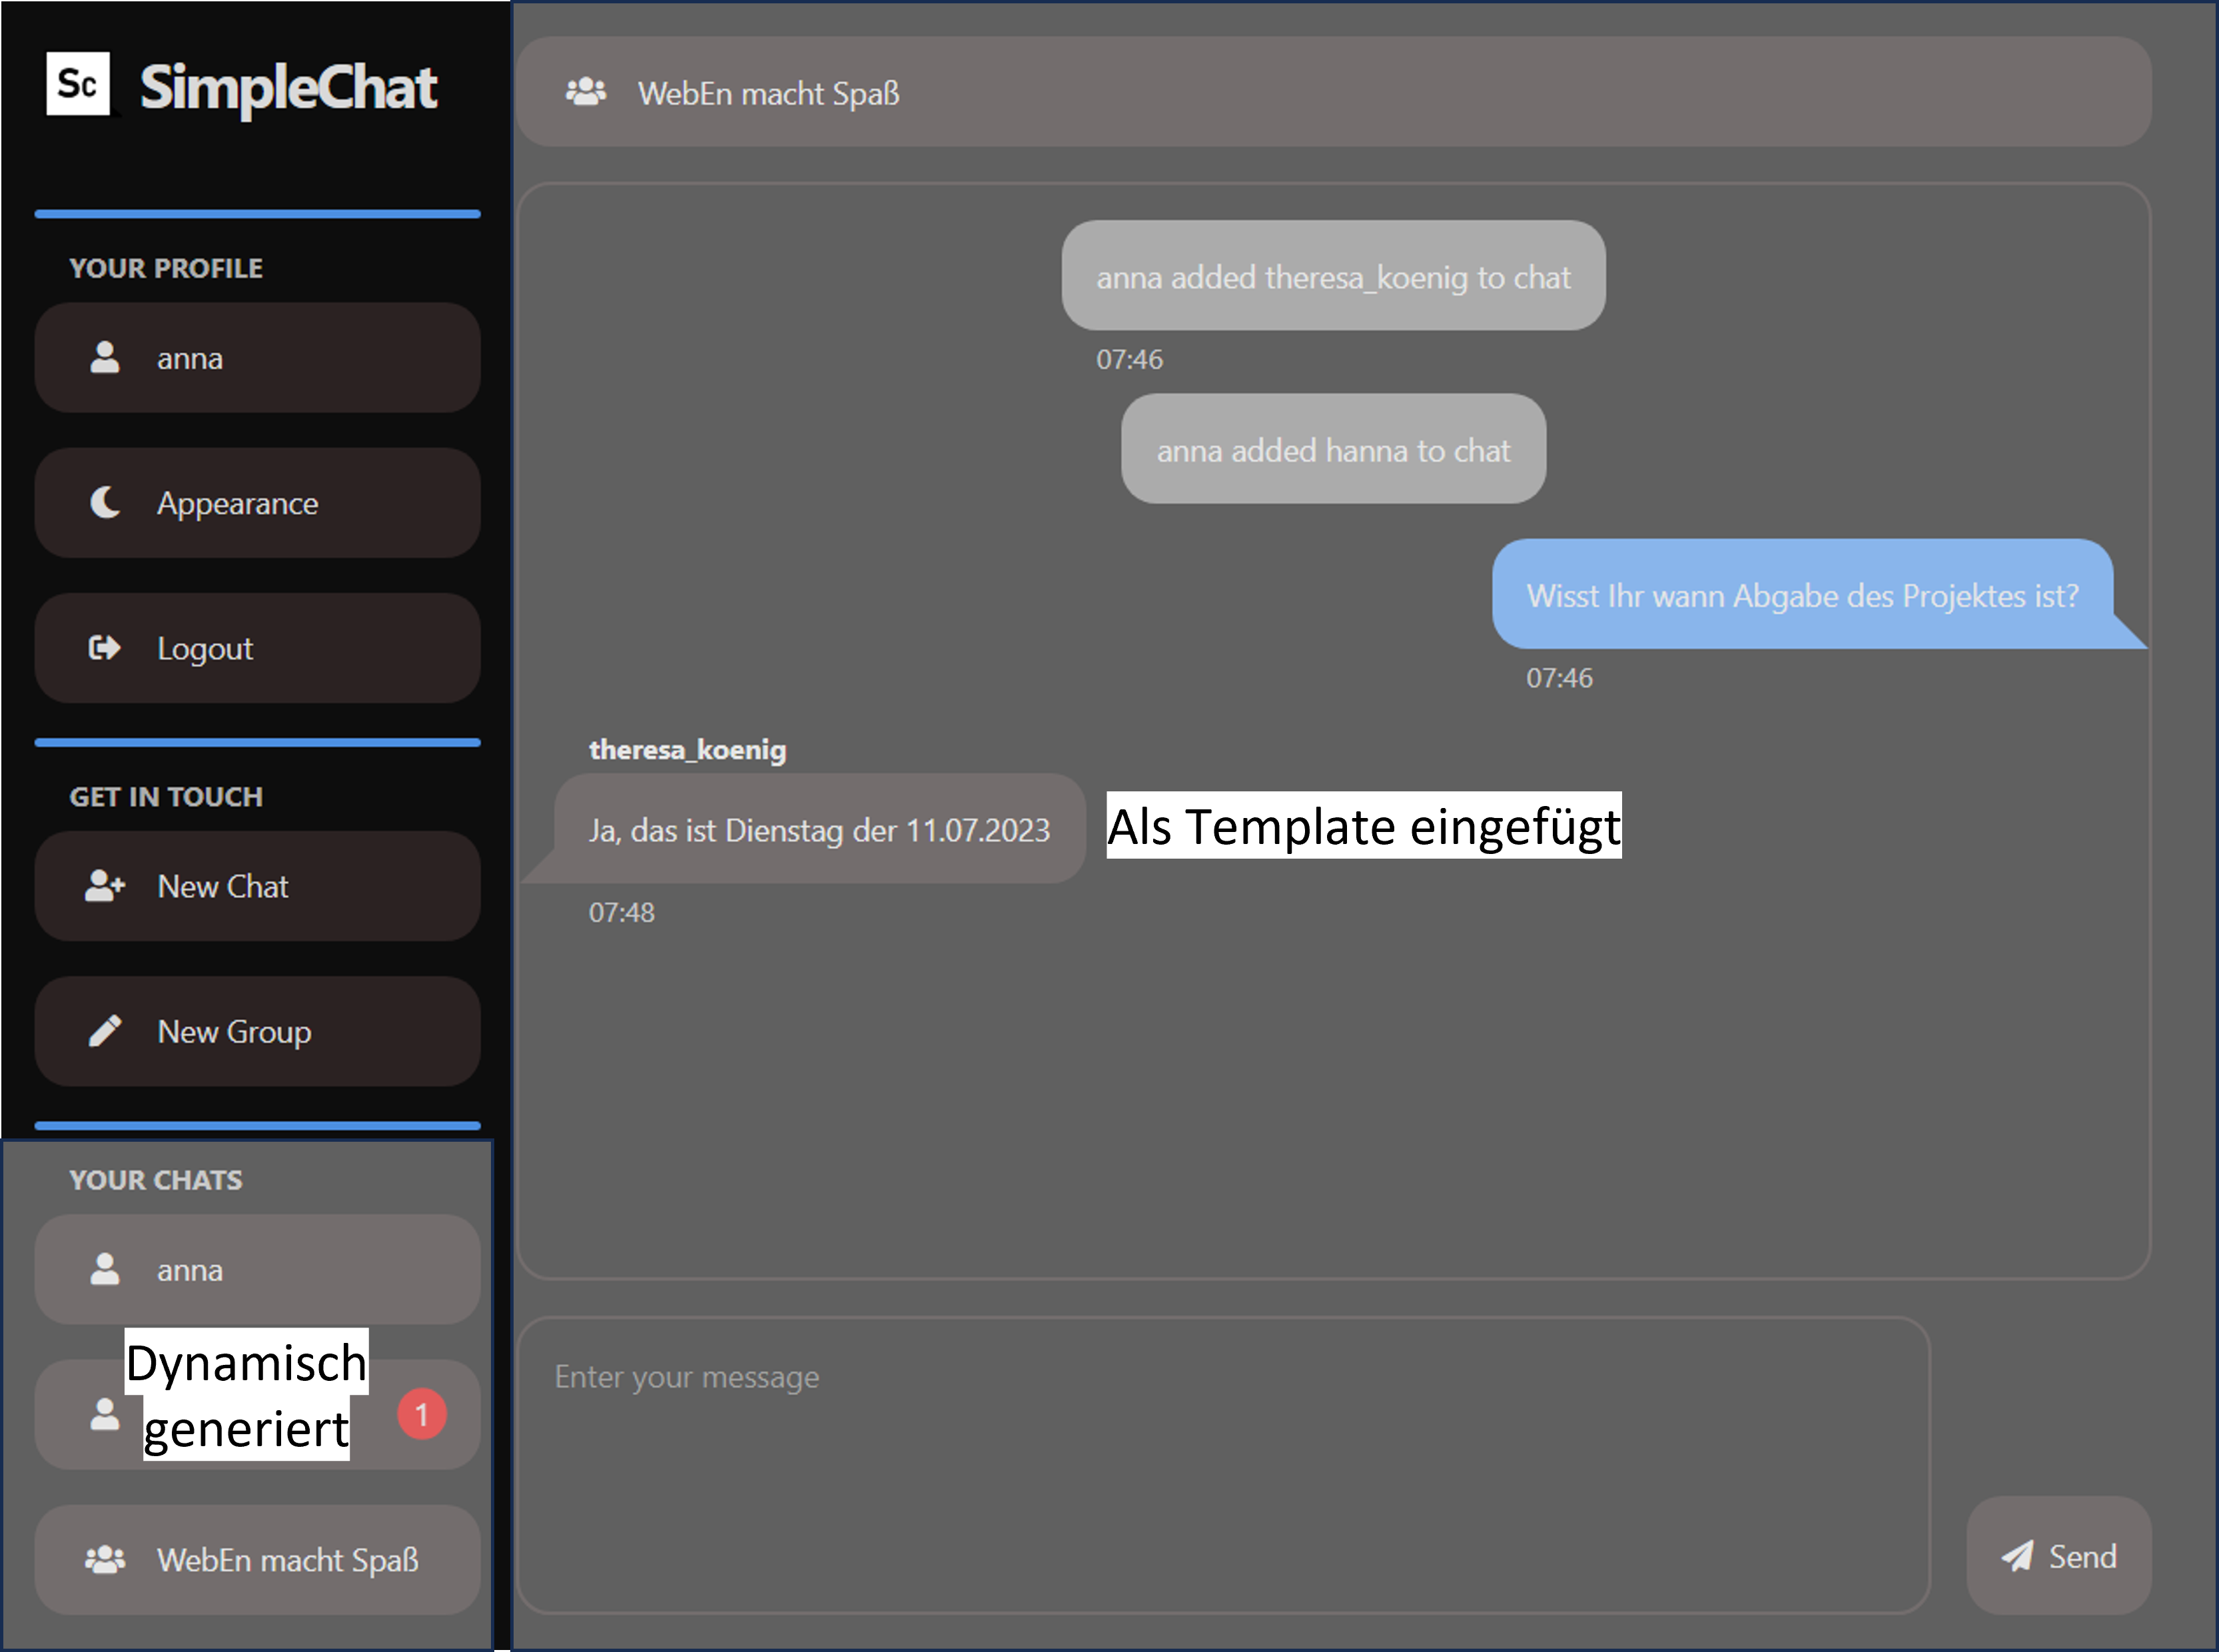 Sc SimpleChat
YOUR PROFILE
anna
Appearance
Logout
GET IN TOUCH
New Chat
New Group
YOUR CHATS
anna
Dynamisch
generiert
1
WebEn macht Spaß
WebEn macht Spaß
anna added theresa_koenig to chat
07:46
anna added hanna to chat
Wisst Ihr wann Abgabe des Projektes ist?
07:46
theresa_koenig
Ja, das ist Dienstag der 11.07.2023
Als Template eingefügt
07:48
Enter your message
Send